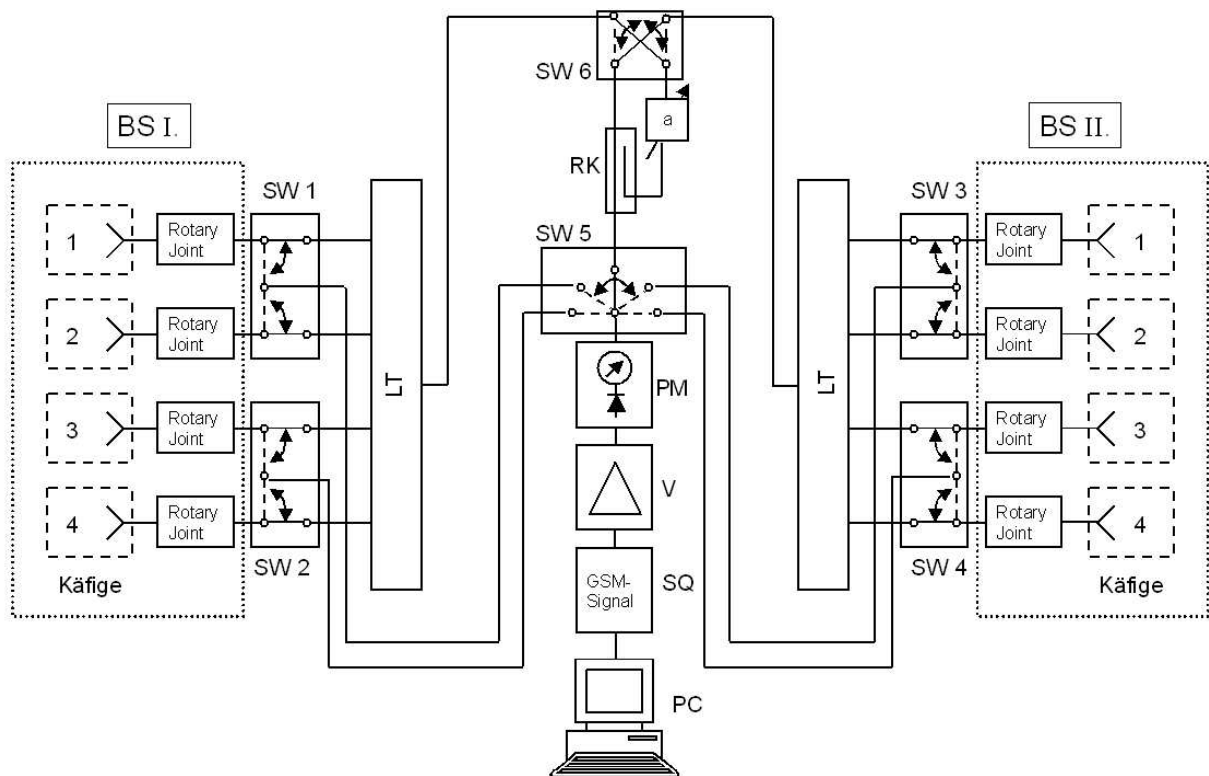 SW 6
a
BS I.
BS II.
RK
SW 1
SW 3
SW 5
1
Rotary
Joint
Rotary
Joint
1
2
Rotary
Joint
Rotary
Joint
2
LT
PM
LT
3
Rotary
Joint
Rotary
Joint
3
V
4
Rotary
Joint
Rotary
Joint
4
SW 2
SW 4
Käfige
GSM-
Signal
SQ
Käfige
PC